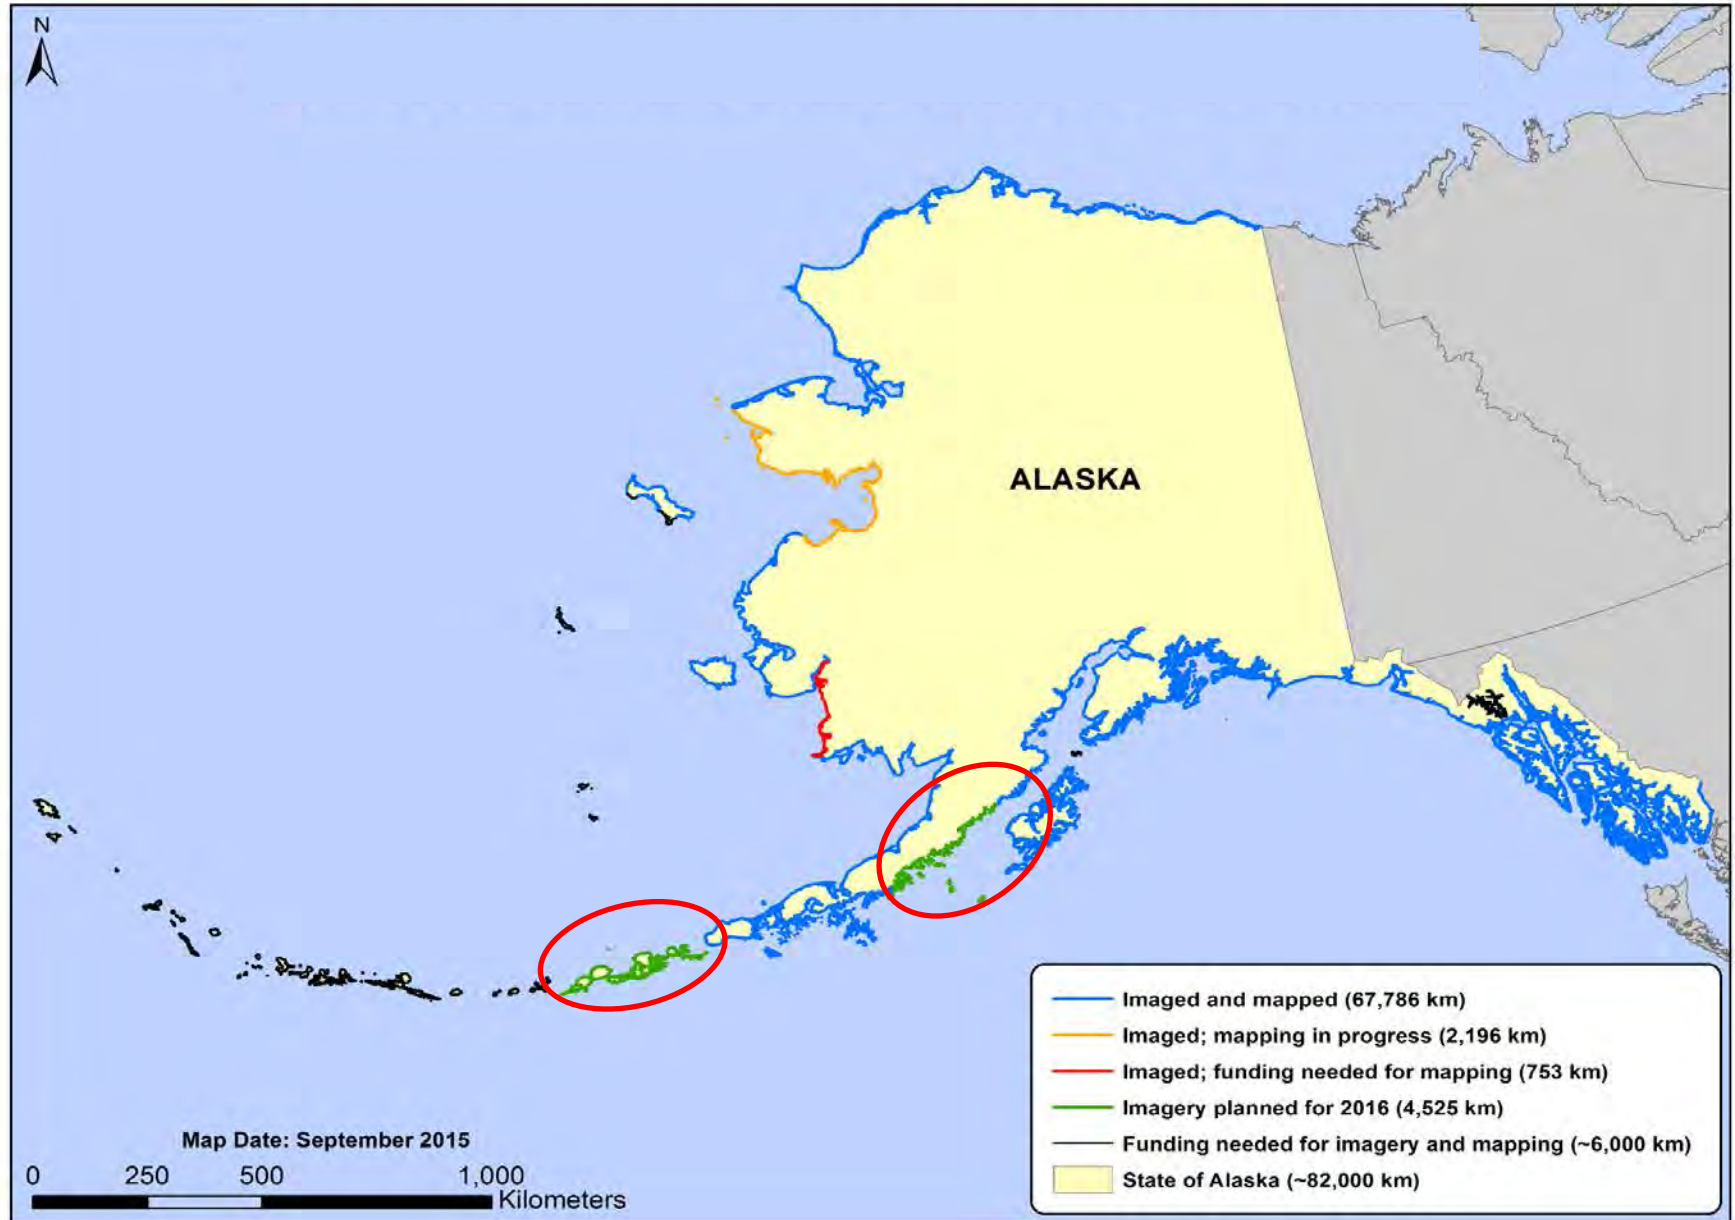 N
ALASKA
Imaged and mapped (67,786 km)
Imaged; mapping in progress (2,196 km)
Imaged; funding needed for mapping (753 km)
Imagery planned for 2016 (4,525 km)
Funding needed for imagery and mapping (~6,000 km)
State of Alaska (~82,000 km)
Map Date: September 2015
0 250 500 1,000
Kilometers